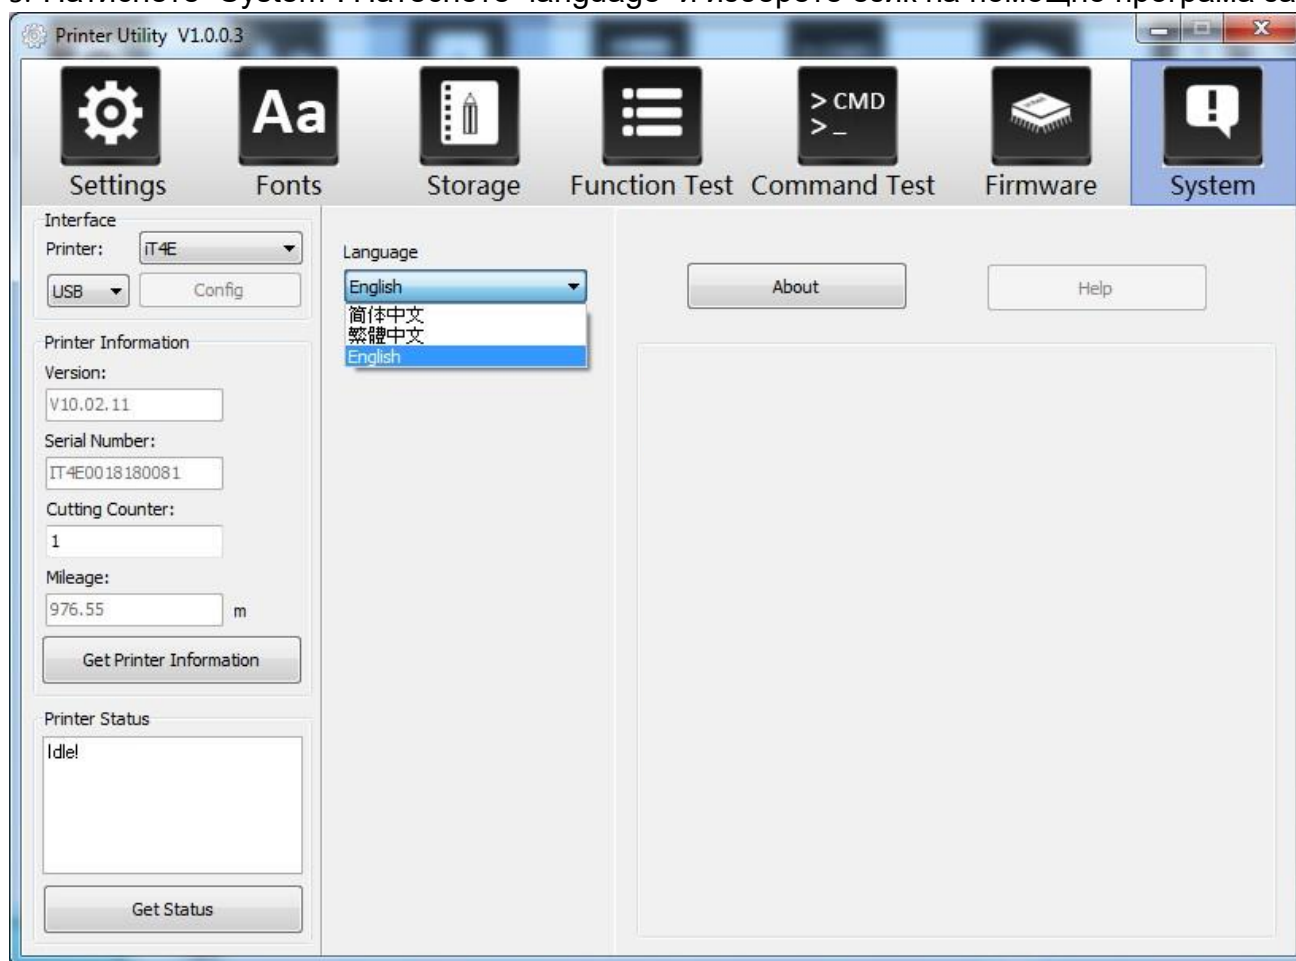 Printer Utility V1.0.0.3
Aa
> CMD
>_
Settings
Fonts
Storage
Function Test
Command Test
Firmware
System
Interface
Printer:
iT4E
USB
Config
Printer Information
Version:
V10.02.11
Serial Number:
IT4E0018180081
Cutting Counter:
1
Mileage:
976.55 m
Get Printer Information
Printer Status
Idle!
Get Status
Language
English
简体中文
繁體中文
English
About
Help